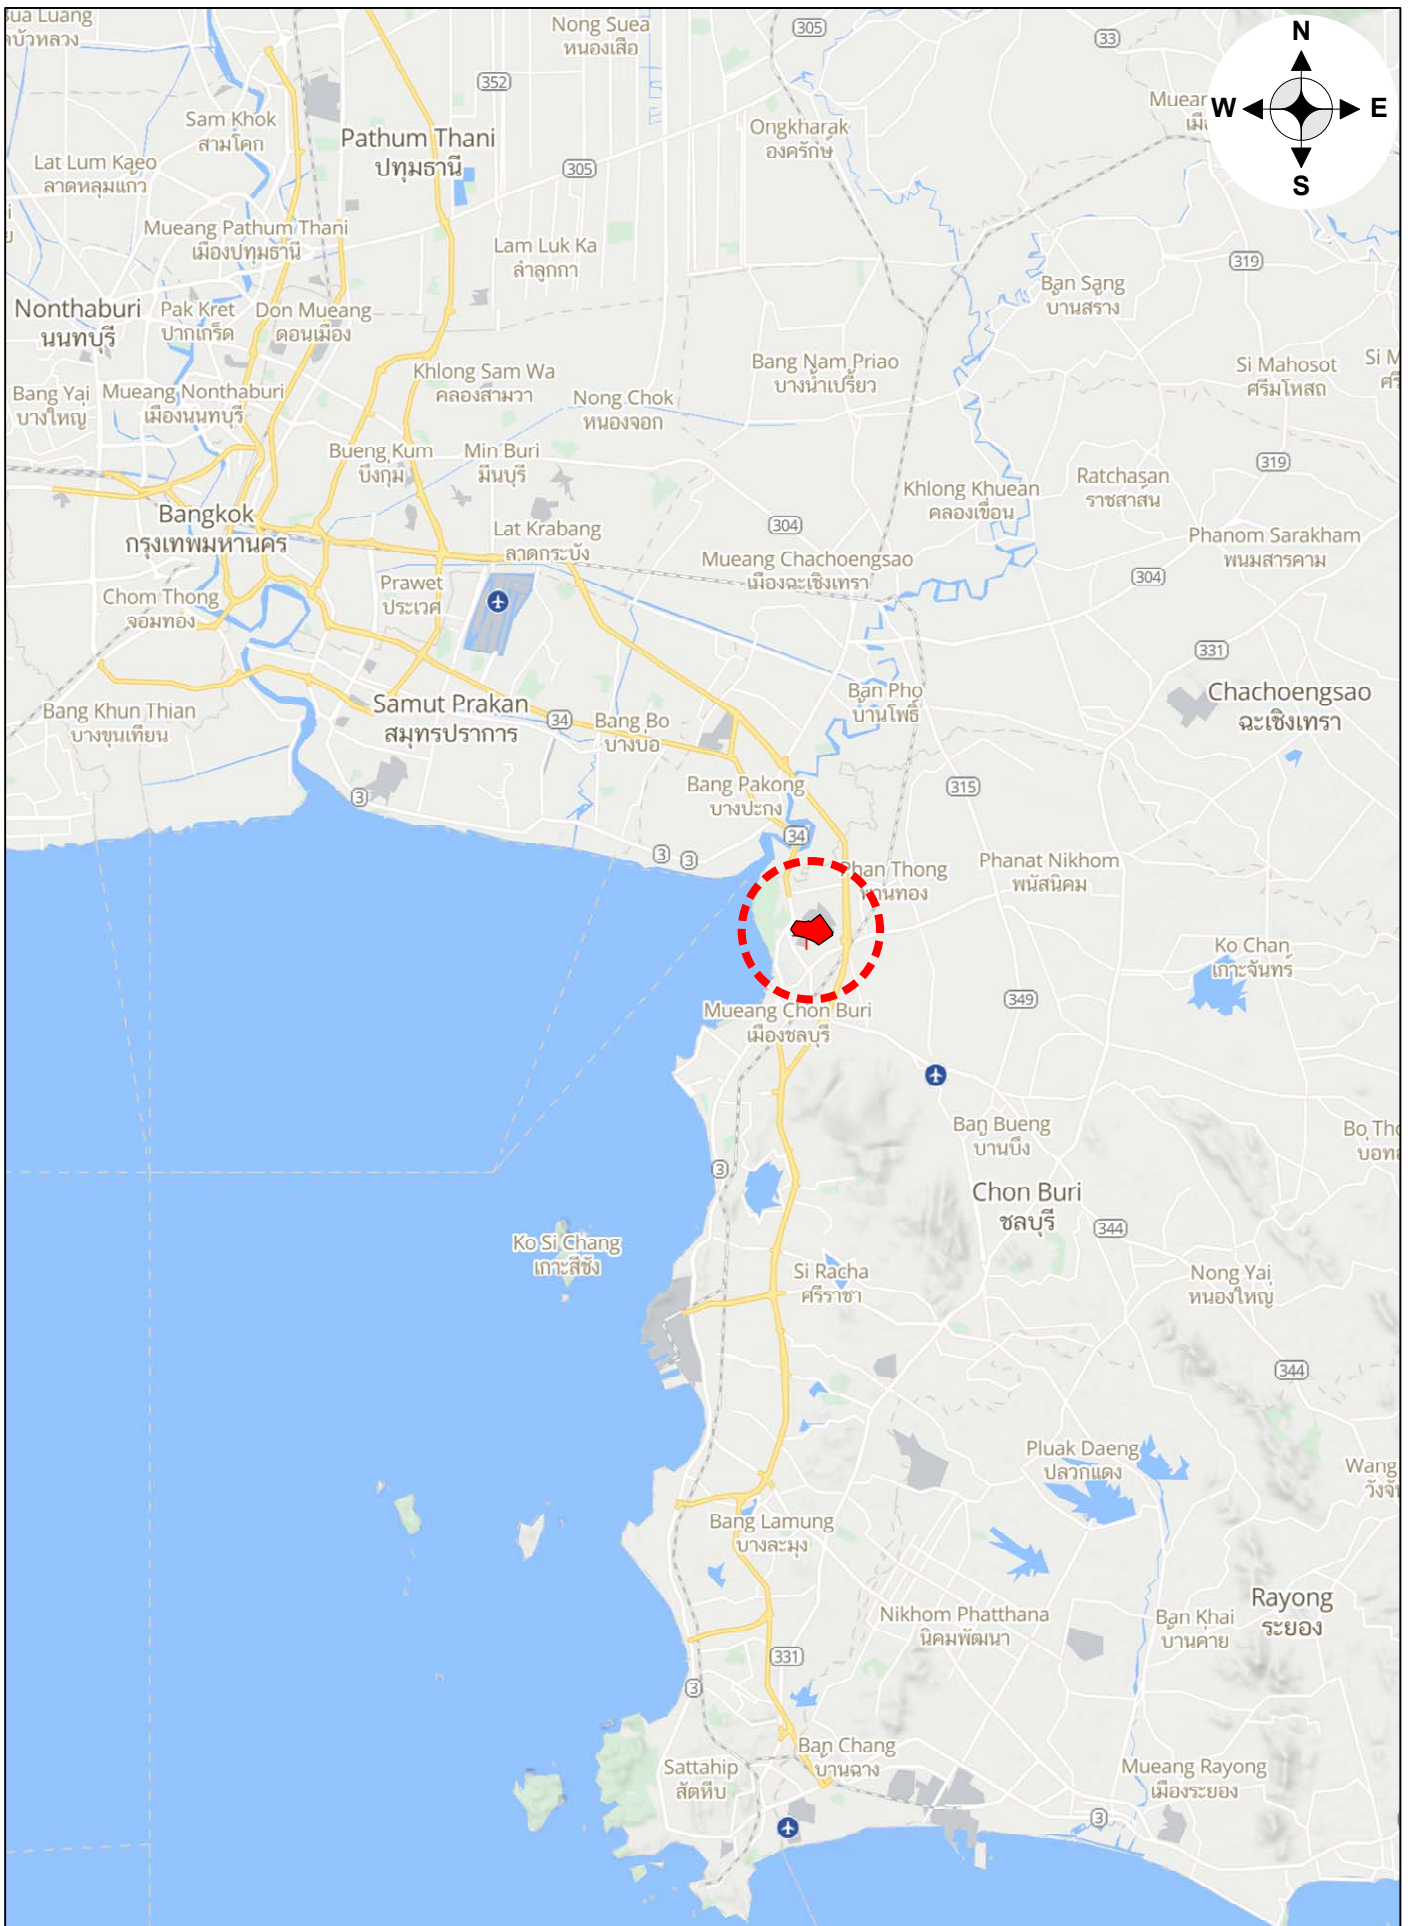 บัวหลวง
Nong Suea
หนองเสือ
305
33
N
W
E
S
352
Sam Khok
สามโคก
Pathum Thani
ปทุมธานี
Ongkharak
องครักษ์
Lat Lum Kaeo
ลาดหลุมแก้ว
305
Mueang Pathum Thani
เมืองปทุมธานี
Lam Luk Ka
ลำลูกกา
319
Ban Sang
บ้านสร้าง
Nonthaburi
นนทบุรี
Pak Kret
ปากเกร็ด
Don Mueang
ดอนเมือง
Bang Nam Priao
บางน้ำเปรี้ยว
Si Mahosot
ศรีมโหสถ
Si M
Khlong Sam Wa
คลองสามวา
Bang Yai
บางใหญ่
Mueang Nonthaburi
เมืองนนทบุรี
Nong Chok
หนองจอก
Bueng Kum
บึงกุ่ม
Min Buri
มีนบุรี
319
Ratchasan
ราชสาส์น
Khlong Khuean
คลองเขื่อน
Bangkok
กรุงเทพมหานคร
Lat Krabang
ลาดกระบัง
304
Phanom Sarakham
พนมสารคาม
Mueang Chachoengsao
เมืองฉะเชิงเทรา
304
Prawet
ประเวศ
Chom Thong
จอมทอง
331
Chachoengsao
ฉะเชิงเทรา
Ban Pho
บ้านโพธิ์
Samut Prakan
สมุทรปราการ
Bang Khun Thian
บางขุนเทียน
34
Bang Bo
บางบ่อ
Bang Pakong
บางปะกง
315
3
34
3
3
Phan Thong
พานทอง
Phanat Nikhom
พนัสนิคม
Ko Chan
เกาะจันทร์
349
Mueang Chon Buri
เมืองชลบุรี
Ban Bueng
บ้านบึง
Bo Tho
บ่อท
3
Chon Buri
ชลบุรี
344
Ko Si Chang
เกาะสีชัง
Si Racha
ศรีราชา
Nong Yai
หนองใหญ่
344
Pluak Daeng
ปลวกแดง
Wang
วังจั
Bang Lamung
บางละมุง
Rayong
ระยอง
Nikhom Phatthana
นิคมพัฒนา
Ban Khai
บ้านค่าย
331
3
Ban Chang
บ้านฉาง
Sattahip
สัตหีบ
Mueang Rayong
เมืองระยอง
3